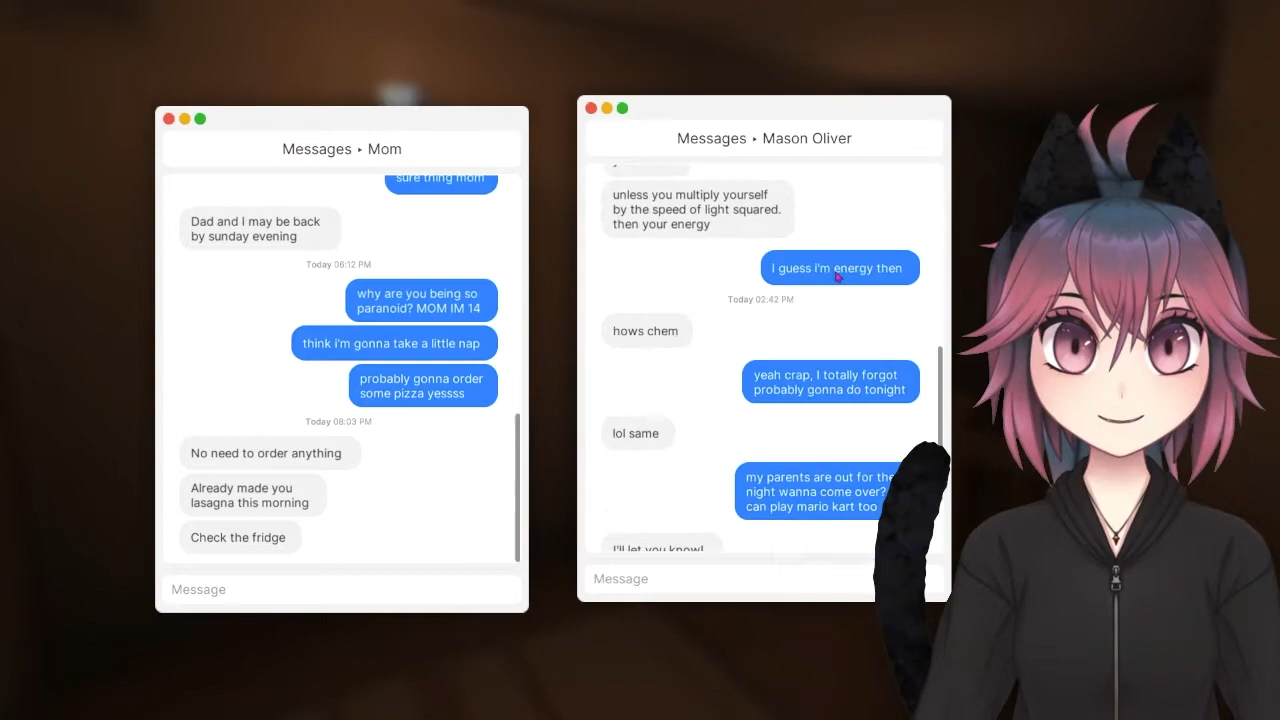 Messages ▸ Mom
sure thing mom
Dad and I may be back
by sunday evening
Today 06:12 PM
why are you being so
paranoid? MOM IM 14
think i'm gonna take a little nap
probably gonna order
some pizza yessss
Today 08:03 PM
No need to order anything
Already made you
lasagna this morning
Check the fridge
Message
Messages ▸ Mason Oliver
unless you multiply yourself
by the speed of light squared.
then your energy
I guess i'm energy then
Today 02:42 PM
hows chem
yeah crap, I totally forgot
probably gonna do tonight
lol same
my parents are out for the
night wanna come over?
can play mario kart too
I'll let you know!
Message